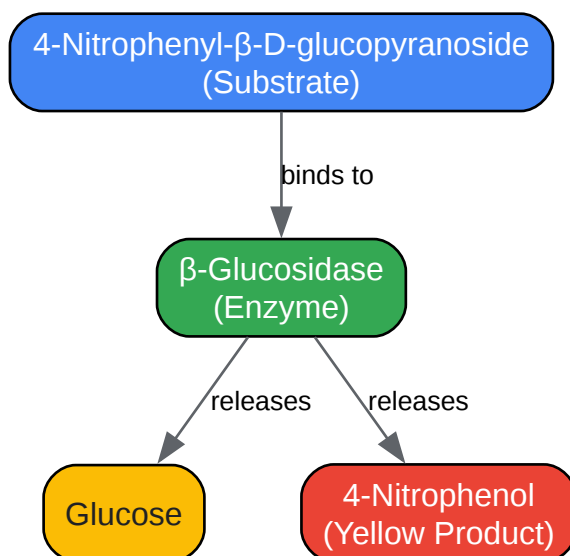 4-Nitrophenyl-β-D-glucopyranoside
(Substrate)
binds to
β-Glucosidase
(Enzyme)
releases
releases
Glucose
4-Nitrophenol
(Yellow Product)